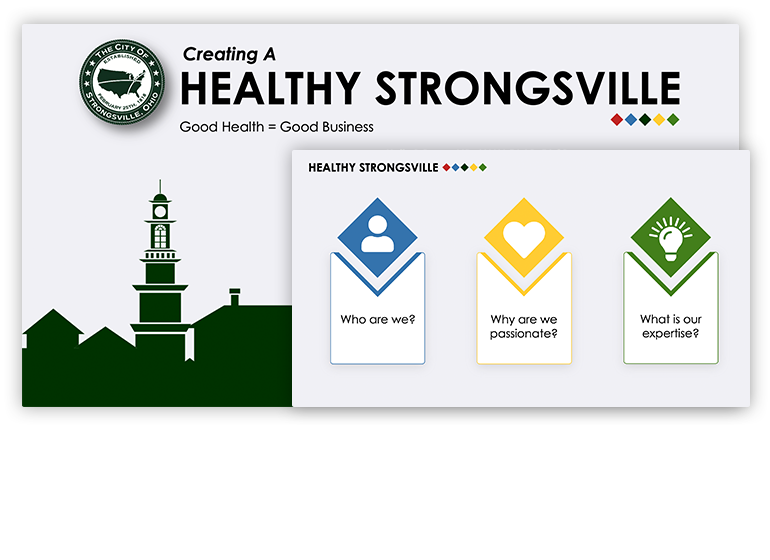 THE CITY OF
ESTABLISHED
FEBRUARY 25TH, 1818
STRONGSVILLE, OHIO
Creating A
HEALTHY STRONGSVILLE
Good Health = Good Business
HEALTHY STRONGSVILLE
Who are we?
Why are we
passionate?
What is our
expertise?